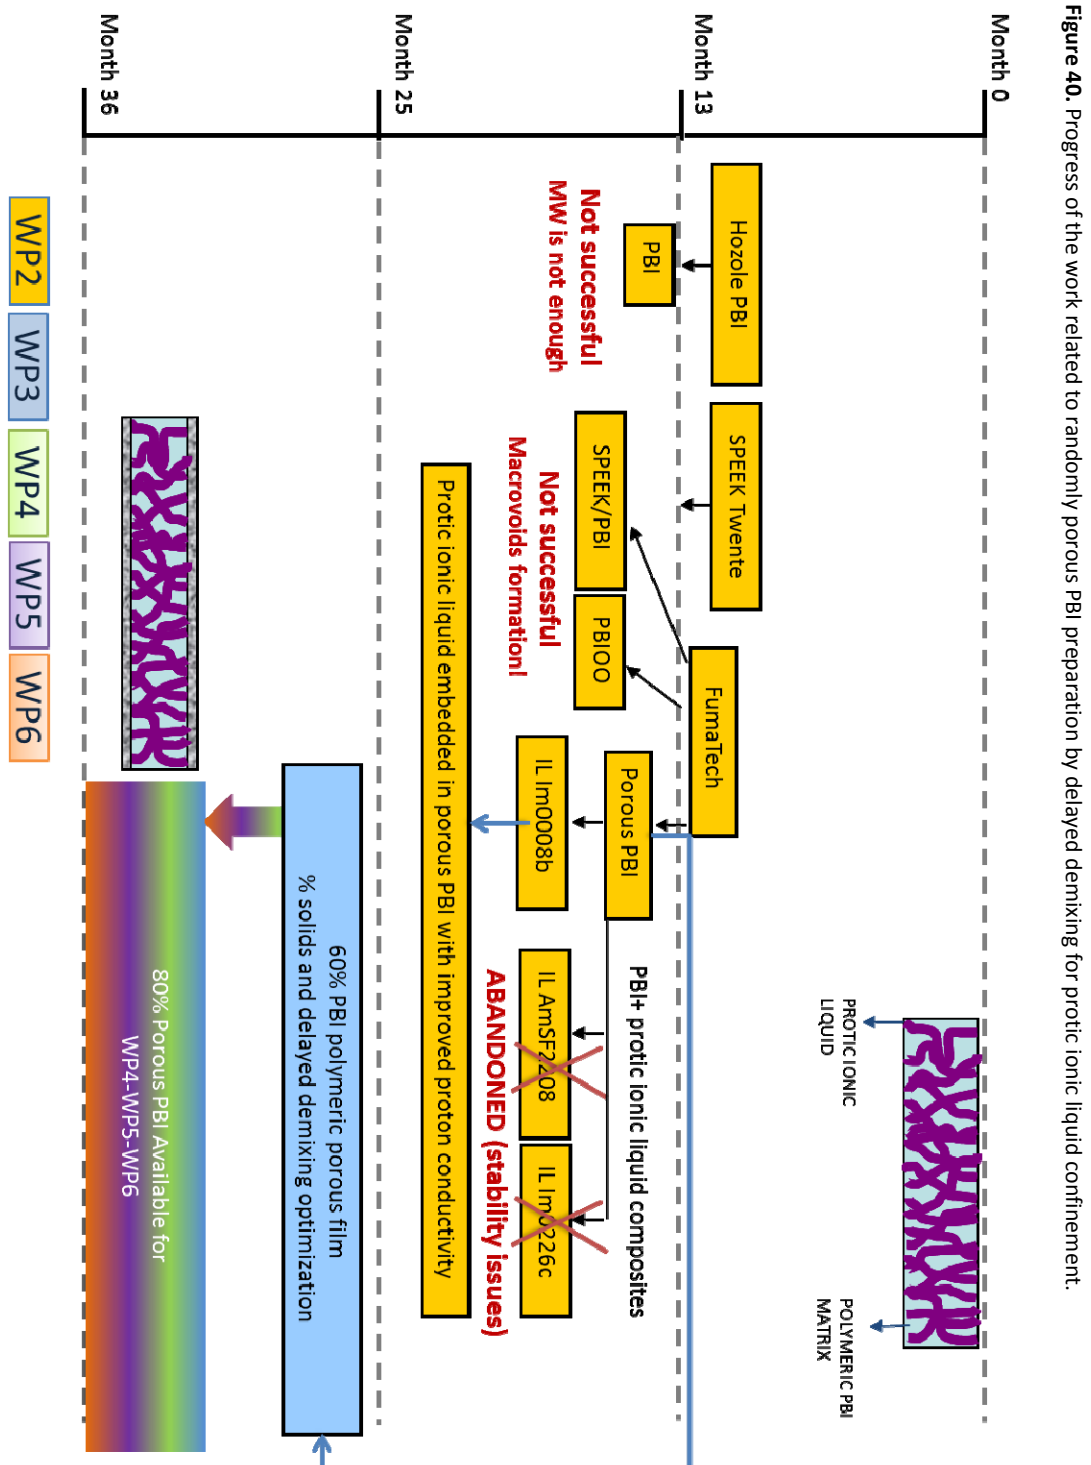 Figure 40. Progress of the work related to randomly porous PBI preparation by delayed demixing for protic ionic liquid confinement.
Month 0
PROTIC IONIC
LIQUID
POLYMERIC PBI
MATRIX
Hozole PBI
SPEEK Twente
FumaTech
Month 13
PBI
Not successful
MW is not enough
SPEEK/PBI
PBIOO
Not successful
Macrovoids formation!
Porous PBI
PBI+ protic ionic liquid composites
IL Im0008b
IL AmSF2208
IL Im0226c
ABANDONED (stability issues)
Protic ionic liquid embedded in porous PBI with improved proton conductivity
Month 25
60% PBI polymeric porous film
% solids and delayed demixing optimization
80% Porous PBI Available for
WP4-WP5-WP6
Month 36
WP2
WP3
WP4
WP5
WP6